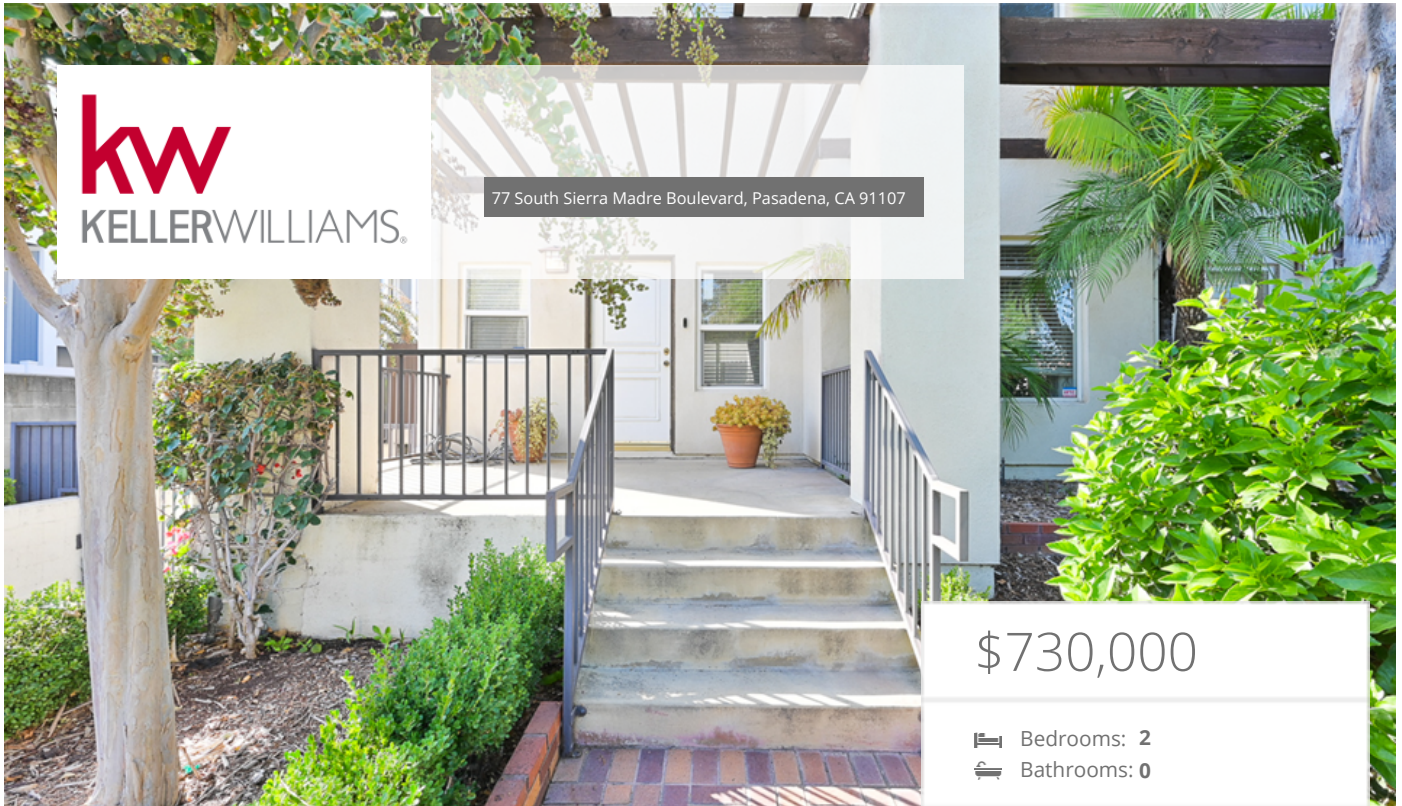 kw
KELLERWILLIAMS®
77 South Sierra Madre Boulevard, Pasadena, CA 91107
$730,000
Bedrooms: 2
Bathrooms: 0